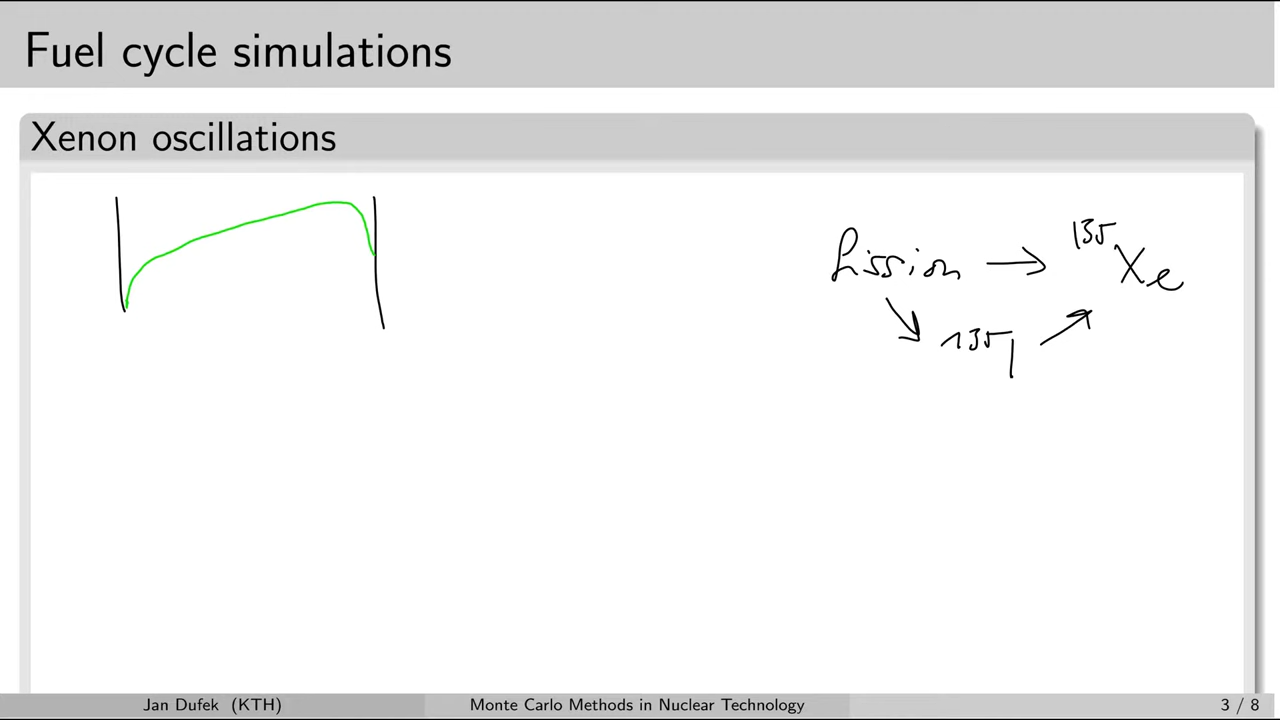 Fuel cycle simulations
Xenon oscillations
fission → ¹³⁵Xe
↘ ¹³⁵I ↗
Jan Dufek (KTH) Monte Carlo Methods in Nuclear Technology 3 / 8